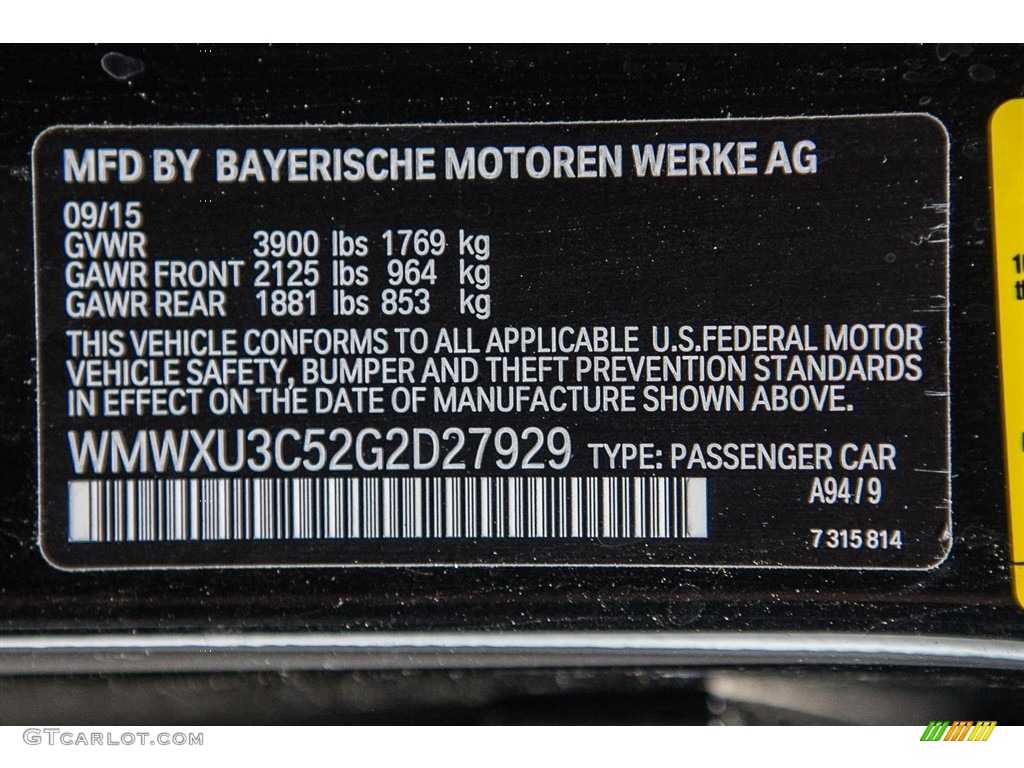 MFD BY BAYERISCHE MOTOREN WERKE AG
09/15
GVWR 3900 lbs 1769 kg
GAWR FRONT 2125 lbs 964 kg
GAWR REAR 1881 lbs 853 kg
THIS VEHICLE CONFORMS TO ALL APPLICABLE U.S.FEDERAL MOTOR
VEHICLE SAFETY, BUMPER AND THEFT PREVENTION STANDARDS
IN EFFECT ON THE DATE OF MANUFACTURE SHOWN ABOVE.
WMWXU3C52G2D27929 TYPE: PASSENGER CAR
A94/9
7315814
GTCARLOT.COM